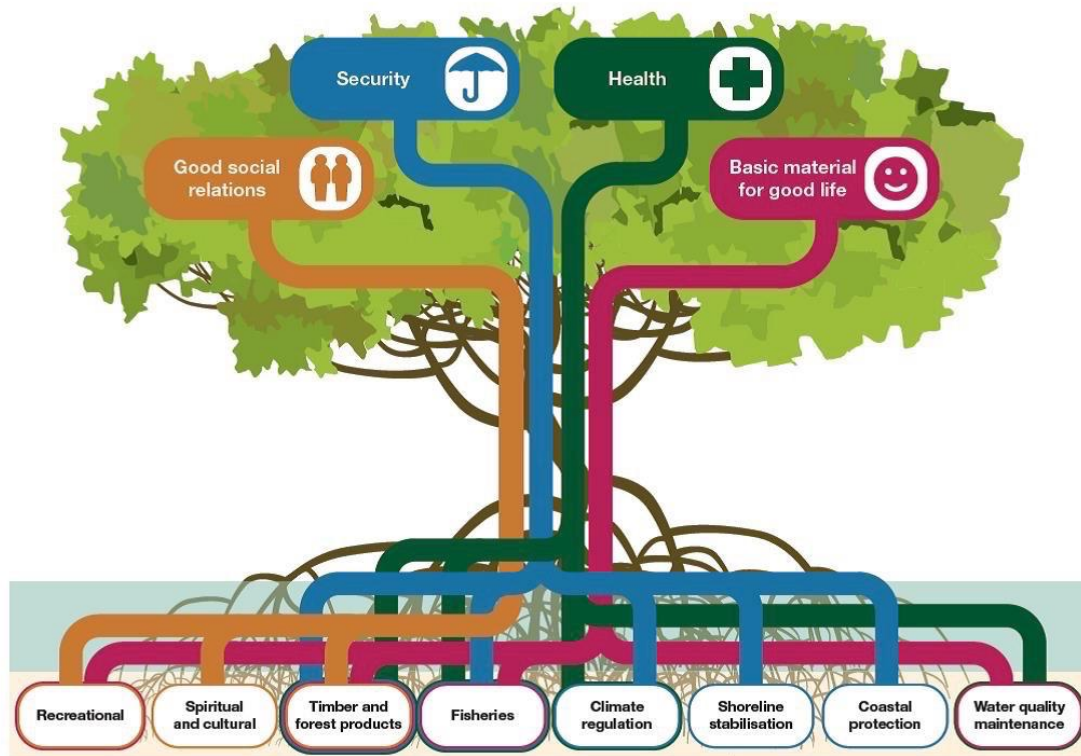 Security
Health
Good social
relations
Basic material
for good life
Recreational
Spiritual
and cultural
Timber and
forest products
Fisheries
Climate
regulation
Shoreline
stabilisation
Coastal
protection
Water quality
maintenance